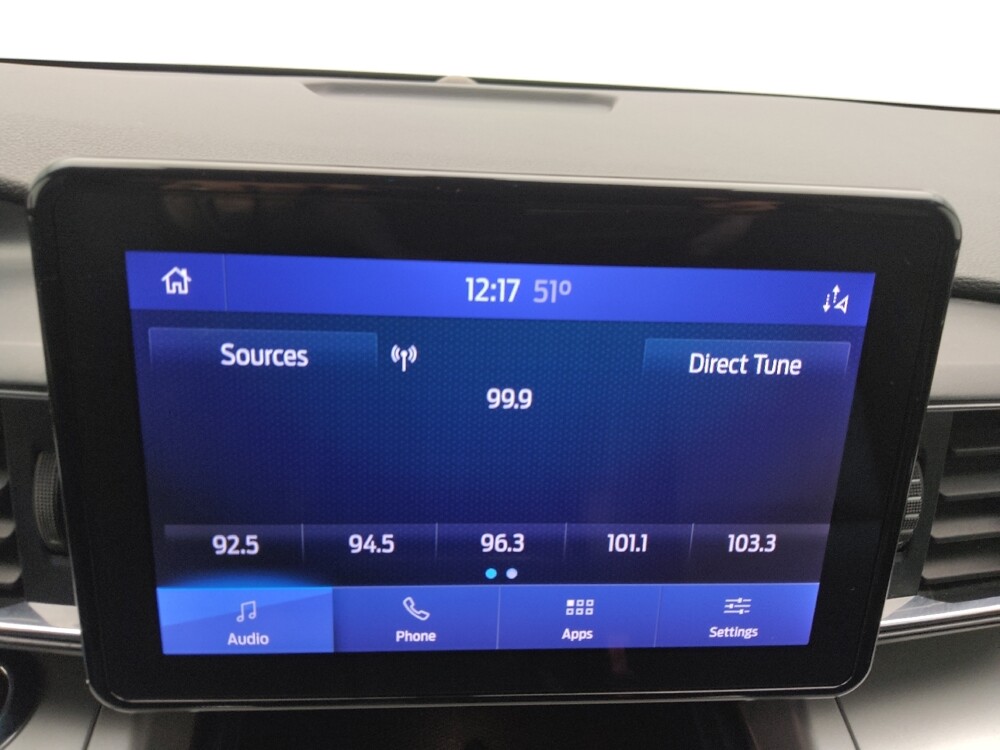 12:17 51°
Sources
Direct Tune
99.9
92.5 94.5 96.3 101.1 103.3
Audio Phone Apps Settings